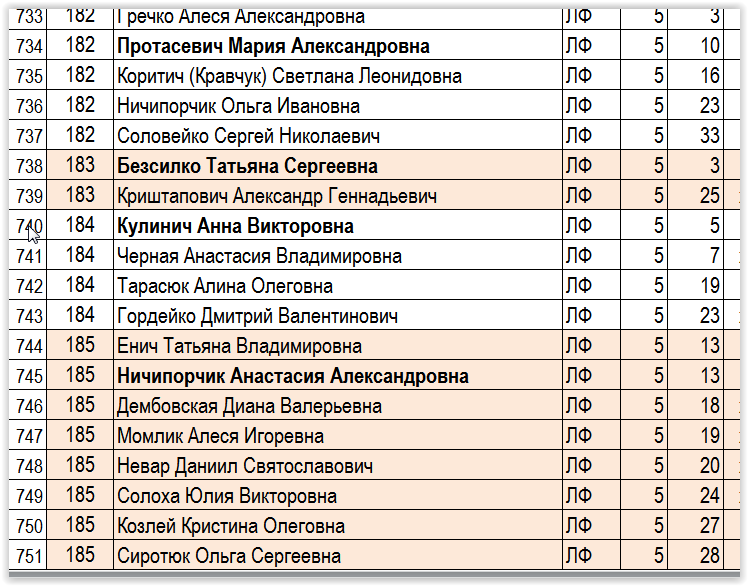 733 182 Гречко Алеся Александровна ЛФ 5 3
734 182 Протасевич Мария Александровна ЛФ 5 10
735 182 Коритич (Кравчук) Светлана Леонидовна ЛФ 5 16
736 182 Ничипорчик Ольга Ивановна ЛФ 5 23
737 182 Соловейко Сергей Николаевич ЛФ 5 33
738 183 Безсилко Татьяна Сергеевна ЛФ 5 3
739 183 Криштапович Александр Геннадьевич ЛФ 5 25
740 184 Кулинич Анна Викторовна ЛФ 5 5
741 184 Черная Анастасия Владимировна ЛФ 5 7
742 184 Тарасюк Алина Олеговна ЛФ 5 19
743 184 Гордейко Дмитрий Валентинович ЛФ 5 23
744 185 Енич Татьяна Владимировна ЛФ 5 13
745 185 Ничипорчик Анастасия Александровна ЛФ 5 13
746 185 Дембовская Диана Валерьевна ЛФ 5 18
747 185 Момлик Алеся Игоревна ЛФ 5 19
748 185 Невар Даниил Святославович ЛФ 5 20
749 185 Солоха Юлия Викторовна ЛФ 5 24
750 185 Козлей Кристина Олеговна ЛФ 5 27
751 185 Сиротюк Ольга Сергеевна ЛФ 5 28